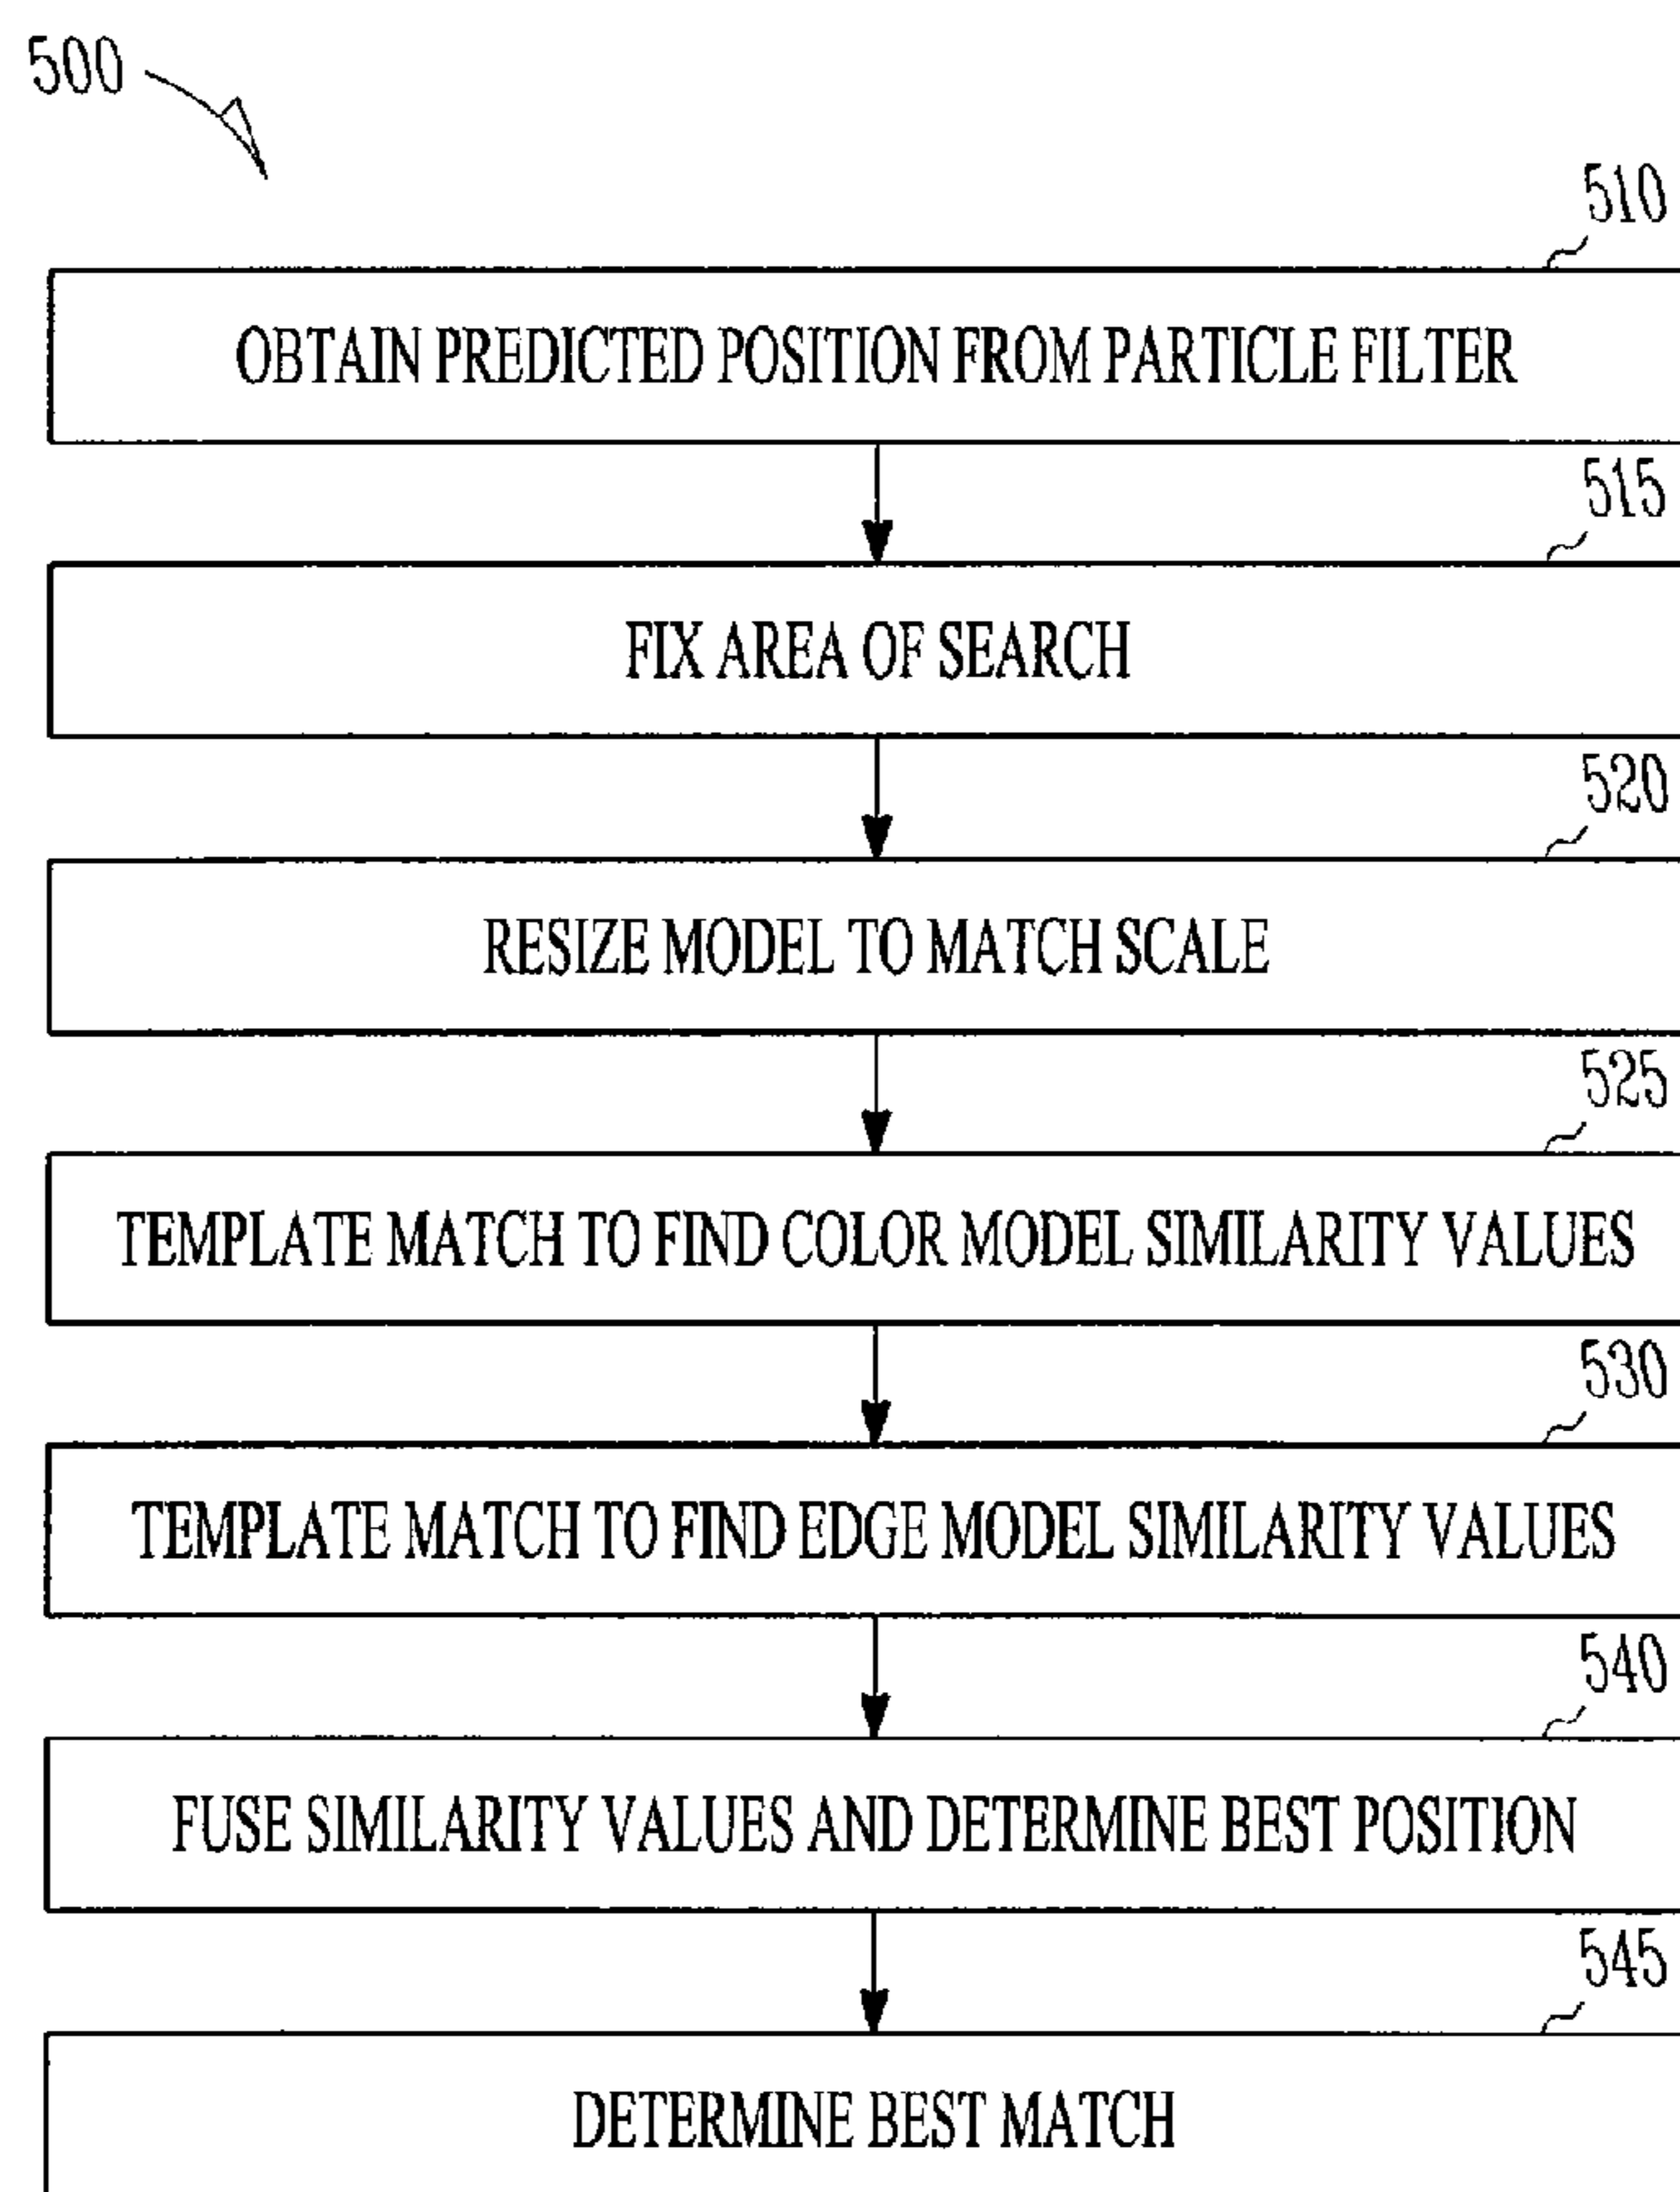 500
510
OBTAIN PREDICTED POSITION FROM PARTICLE FILTER
515
FIX AREA OF SEARCH
520
RESIZE MODEL TO MATCH SCALE
525
TEMPLATE MATCH TO FIND COLOR MODEL SIMILARITY VALUES
530
TEMPLATE MATCH TO FIND EDGE MODEL SIMILARITY VALUES
540
FUSE SIMILARITY VALUES AND DETERMINE BEST POSITION
545
DETERMINE BEST MATCH